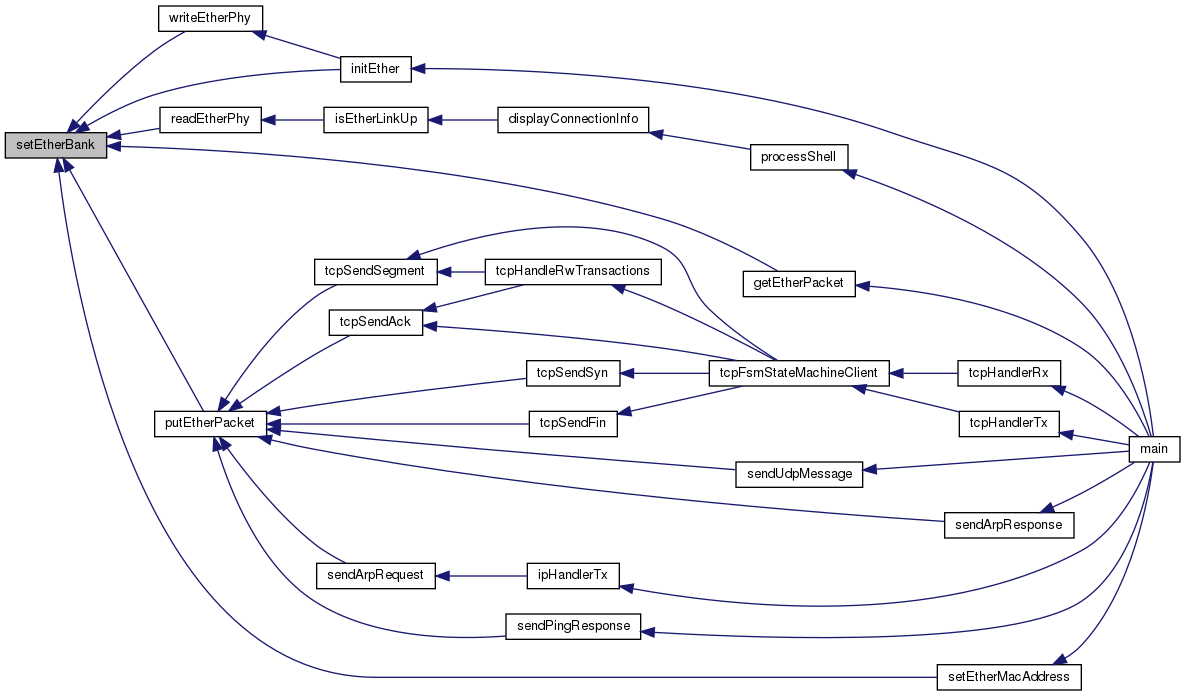 writeEtherPhy
initEther
readEtherPhy
isEtherLinkUp
displayConnectionInfo
setEtherBank
processShell
tcpSendSegment
tcpHandleRwTransactions
getEtherPacket
tcpSendAck
tcpSendSyn
tcpFsmStateMachineClient
tcpHandlerRx
putEtherPacket
tcpSendFin
tcpHandlerTx
main
sendUdpMessage
sendArpResponse
sendArpRequest
ipHandlerTx
sendPingResponse
setEtherMacAddress